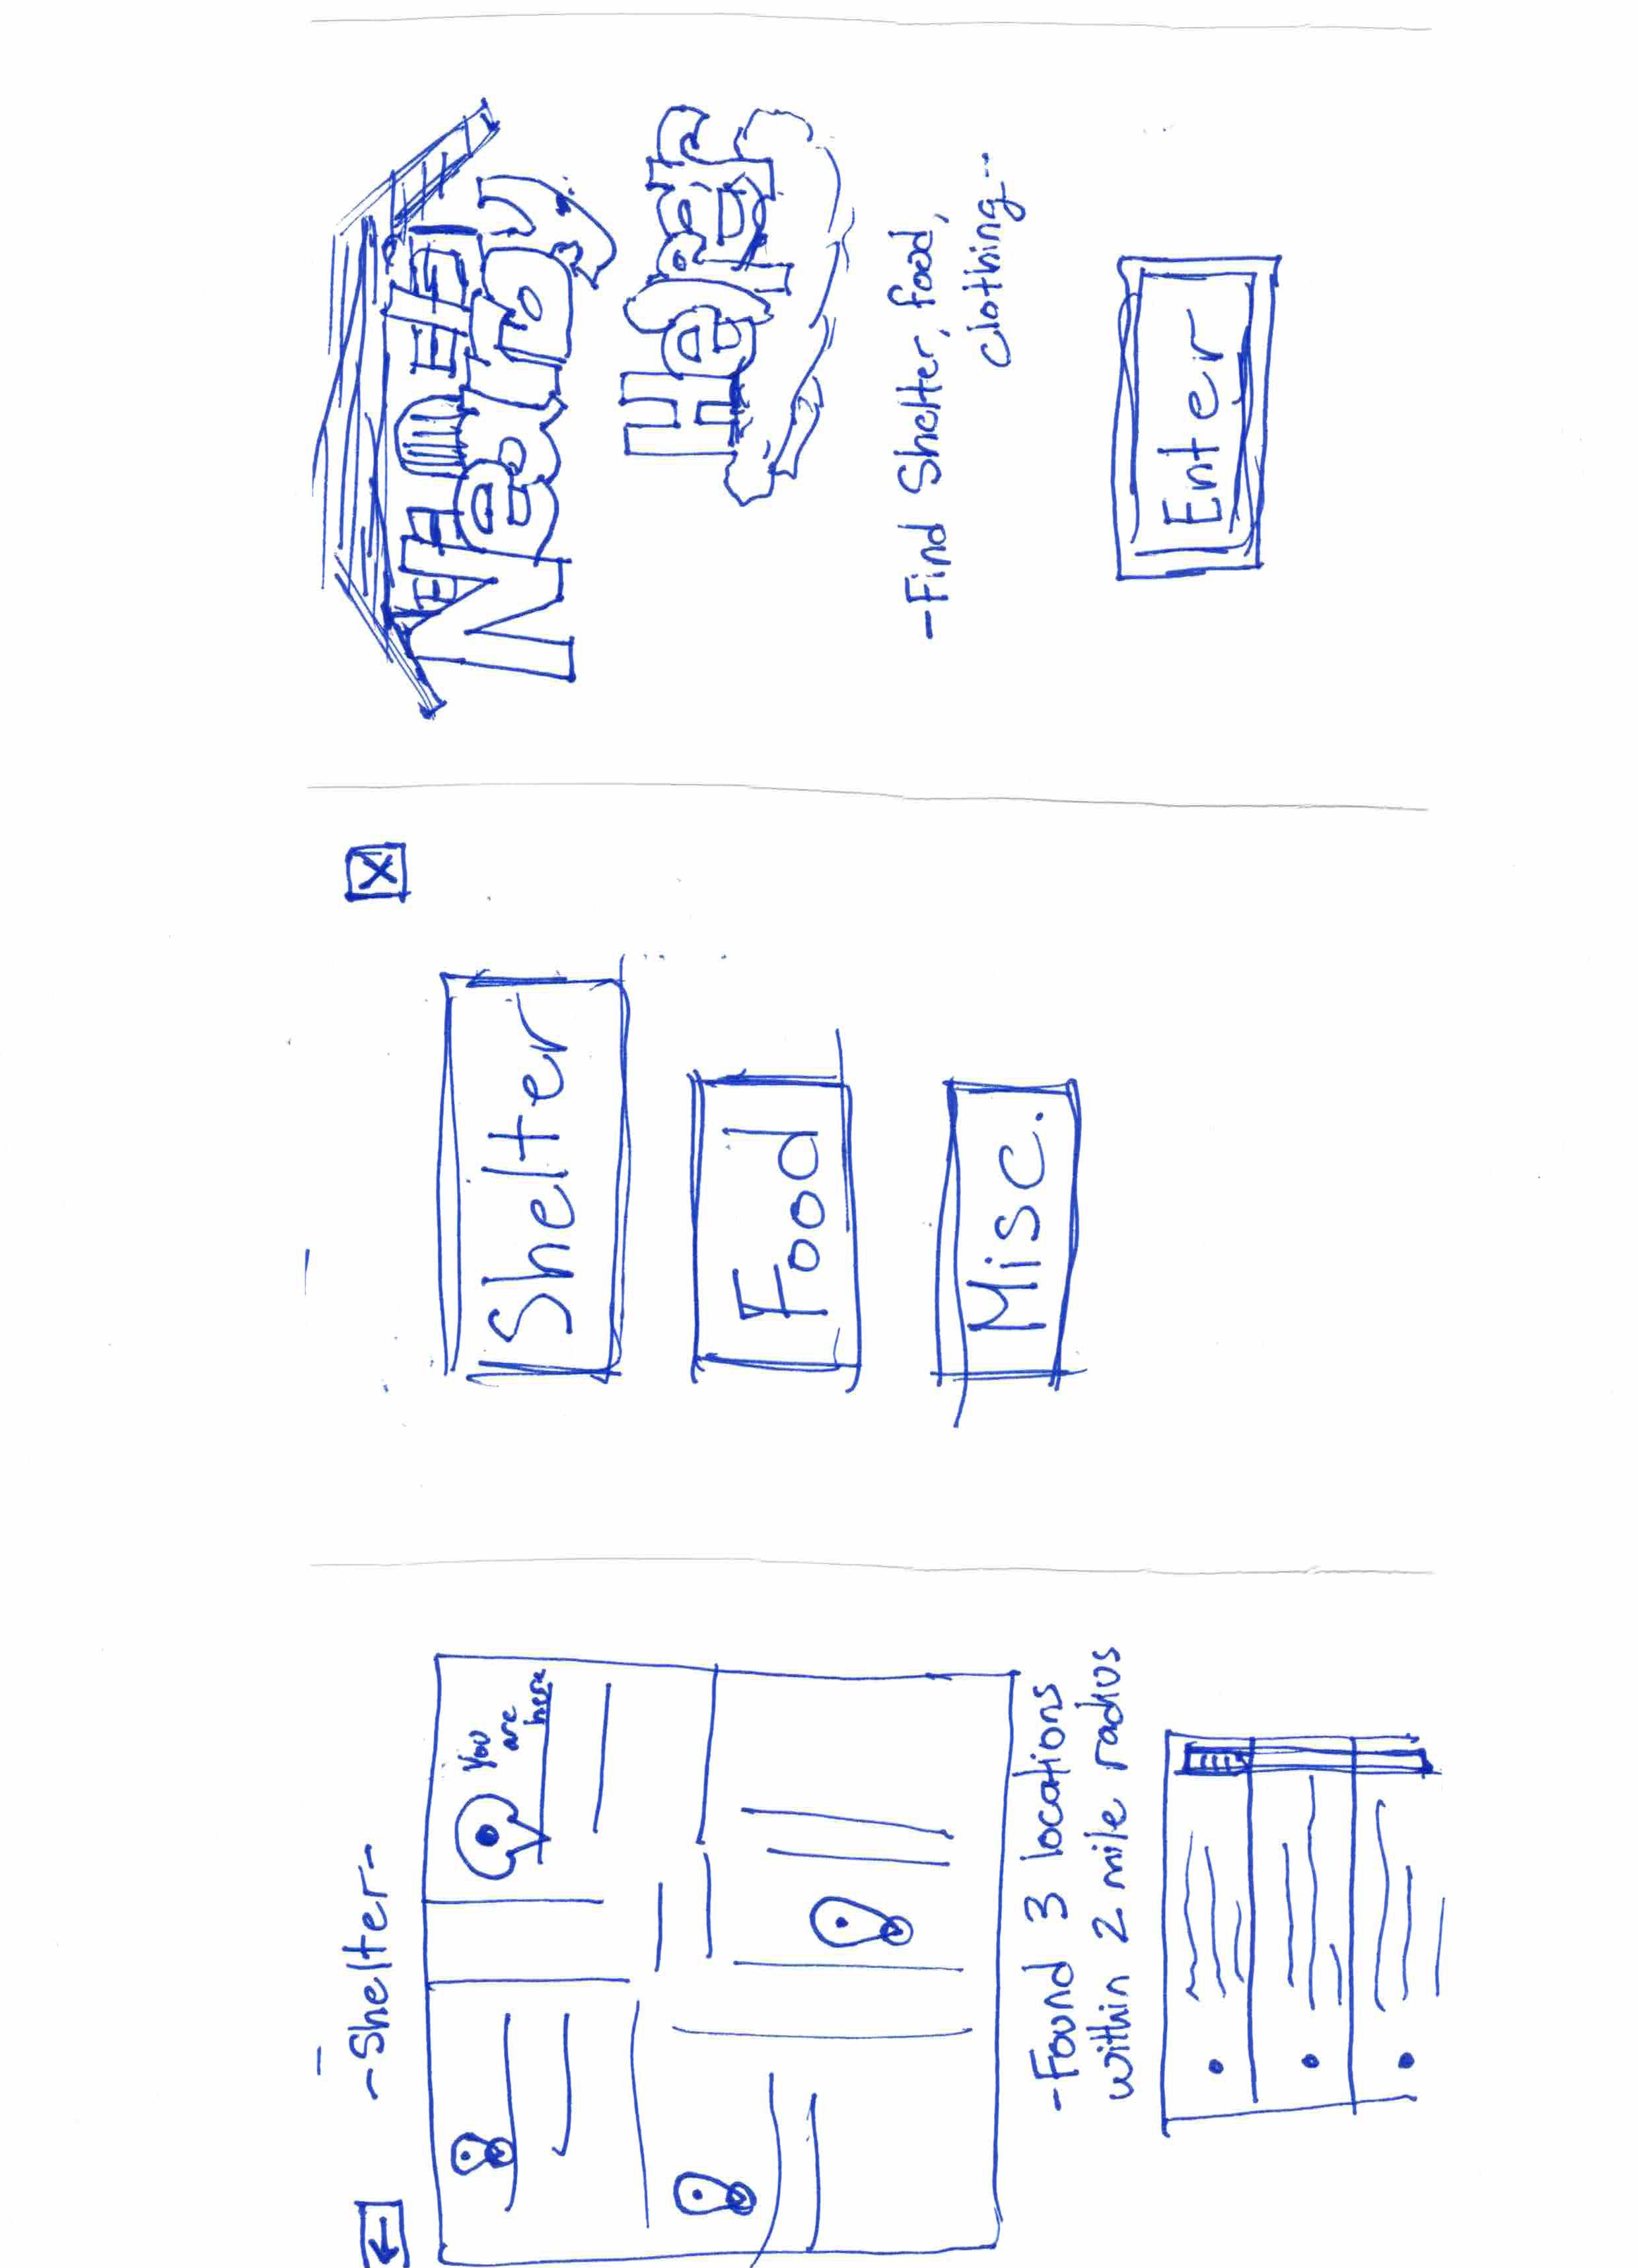 -Shelter-
You
are
here
-Found 3 locations
within 2 mile radius
X
Shelter
Food
Misc.
Nearby
Helper
-Find Shelter, food,
clothing--
Enter